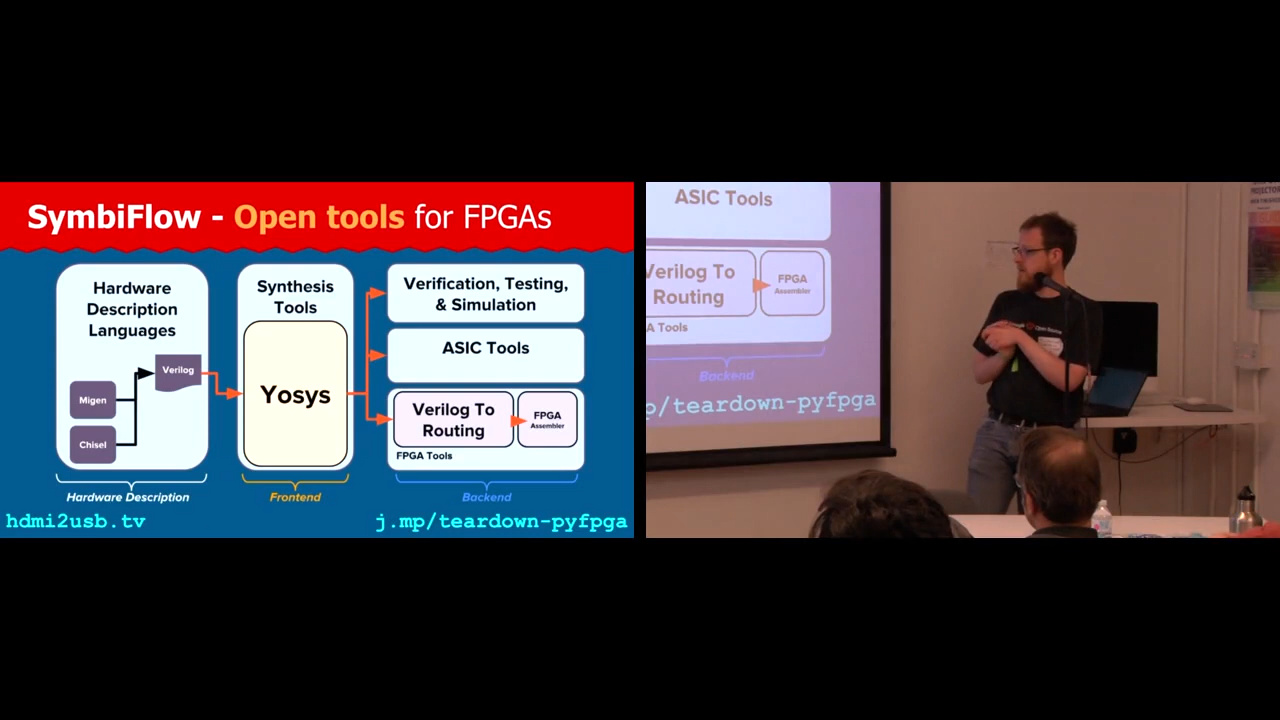 SymbiFlow - Open tools for FPGAs
Hardware
Description
Languages
Verilog
Migen
Chisel
Hardware Description
Synthesis
Tools
Yosys
Frontend
Verification, Testing,
& Simulation
ASIC Tools
Verilog To
Routing
FPGA
Assembler
FPGA Tools
Backend
hdmi2usb.tv
j.mp/teardown-pyfpga
ASIC Tools
Verilog To
Routing
FPGA
Assembler
A Tools
Backend
p/teardown-pyfpga